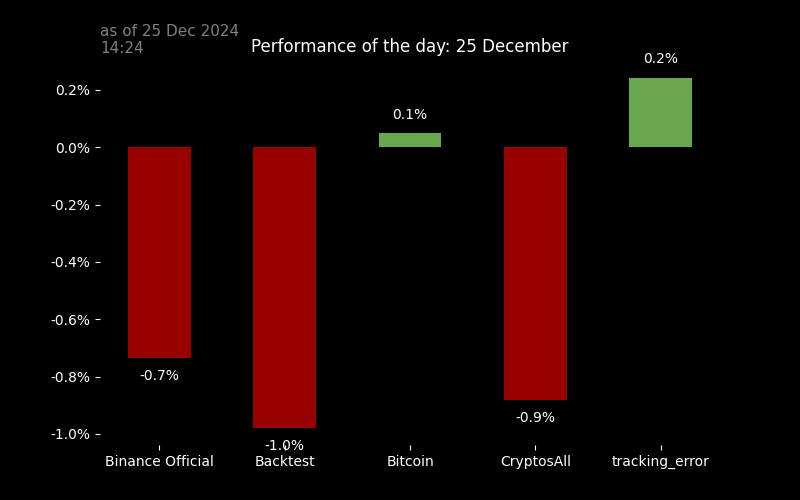 as of 25 Dec 2024
14:24
Performance of the day: 25 December
0.2%
0.2%
0.1%
0.0%
-0.2%
-0.4%
-0.6%
-0.8%
-0.7%
-0.9%
-1.0%
-1.0%
Binance Official
Backtest
Bitcoin
CryptosAll
tracking_error